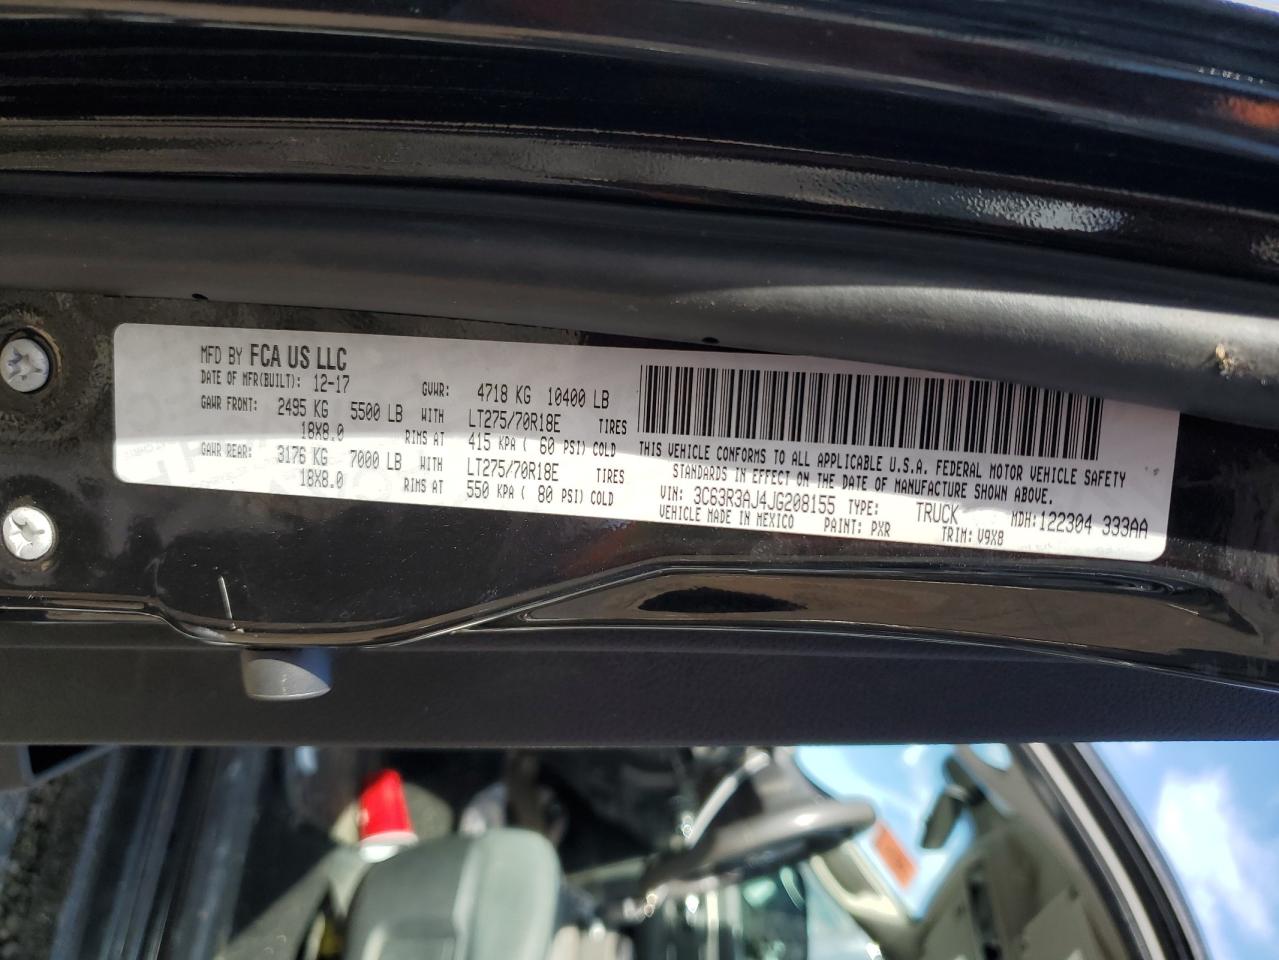 MFD BY FCA US LLC
DATE OF MFR(BUILT): 12-17 GVWR: 4718 KG 10400 LB
GAWR FRONT: 2495 KG 5500 LB WITH LT275/70R18E TIRES
18X8.0 RIMS AT 415 KPA ( 60 PSI) COLD
GAWR REAR: 3176 KG 7000 LB WITH LT275/70R18E TIRES
18X8.0 RIMS AT 550 KPA ( 80 PSI) COLD
THIS VEHICLE CONFORMS TO ALL APPLICABLE U.S.A. FEDERAL MOTOR VEHICLE SAFETY
STANDARDS IN EFFECT ON THE DATE OF MANUFACTURE SHOWN ABOVE.
VIN: 3C63R3AJ4JG208155 TYPE: TRUCK MDH: 122304 333AA
VEHICLE MADE IN MEXICO PAINT: PXR TRIM: V9X8